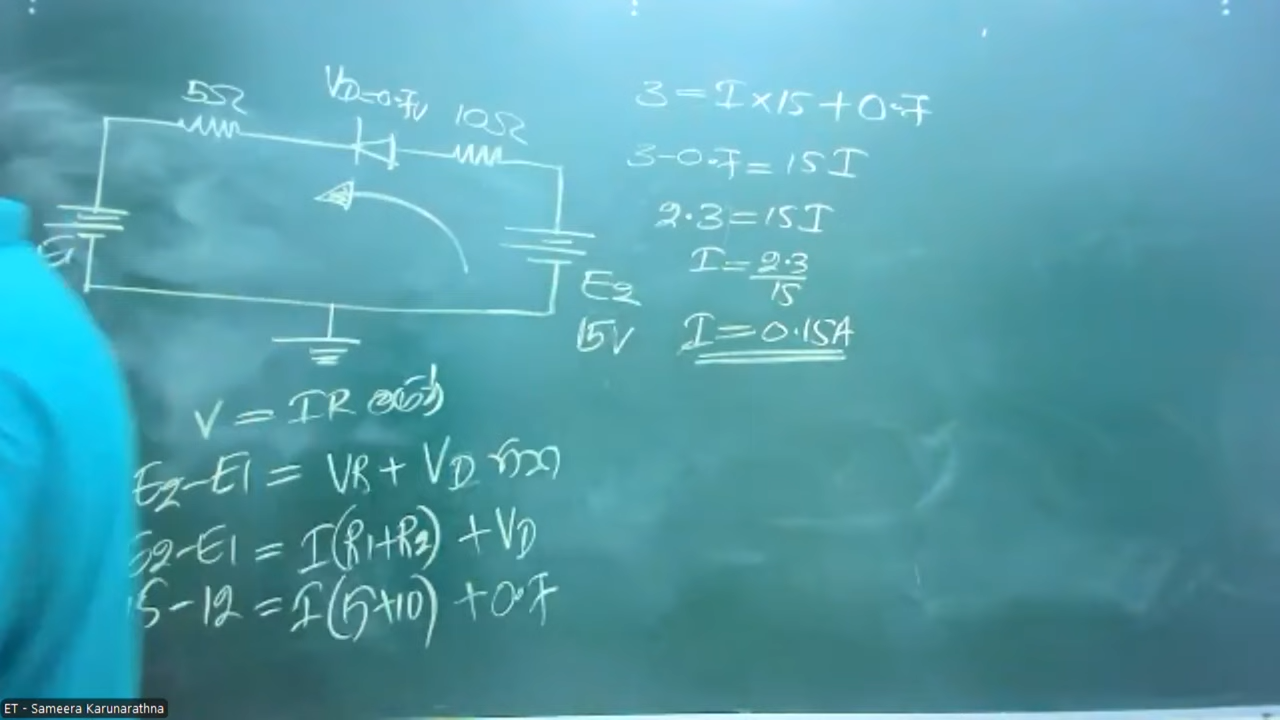 5Ω
VD=0.7V
10Ω
E1
E2
15V
V = IR
E2-E1 = VR + VD
E2-E1 = I(R1+R2) + VD
15-12 = I(5+10) + 0.7
3 = I×15 + 0.7
3-0.7 = 15I
2.3 = 15I
I = 2.3
15
I = 0.15A
ET - Sameera Karunarathna